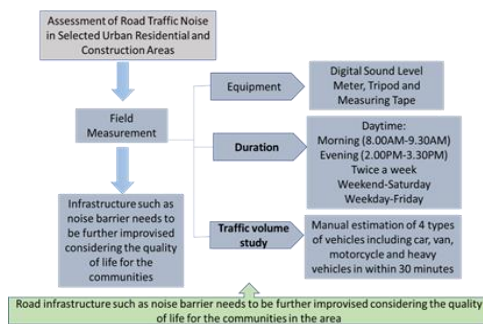 Assessment of Road Traffic Noise
in Selected Urban Residential and
Construction Areas
Field
Measurement
Infrastructure such as
noise barrier needs to
be further improvised
considering the quality
of life for the
communities
Equipment
Digital Sound Level
Meter, Tripod and
Measuring Tape
Duration
Daytime:
Morning (8.00AM-9.30AM)
Evening (2.00PM-3.30PM)
Twice a week
Weekend-Saturday
Weekday-Friday
Traffic volume
study
Manual estimation of 4 types
of vehicles including car, van,
motorcycle and heavy
vehicles in within 30 minutes
Road infrastructure such as noise barrier needs to be further improvised considering the quality
of life for the communities in the area